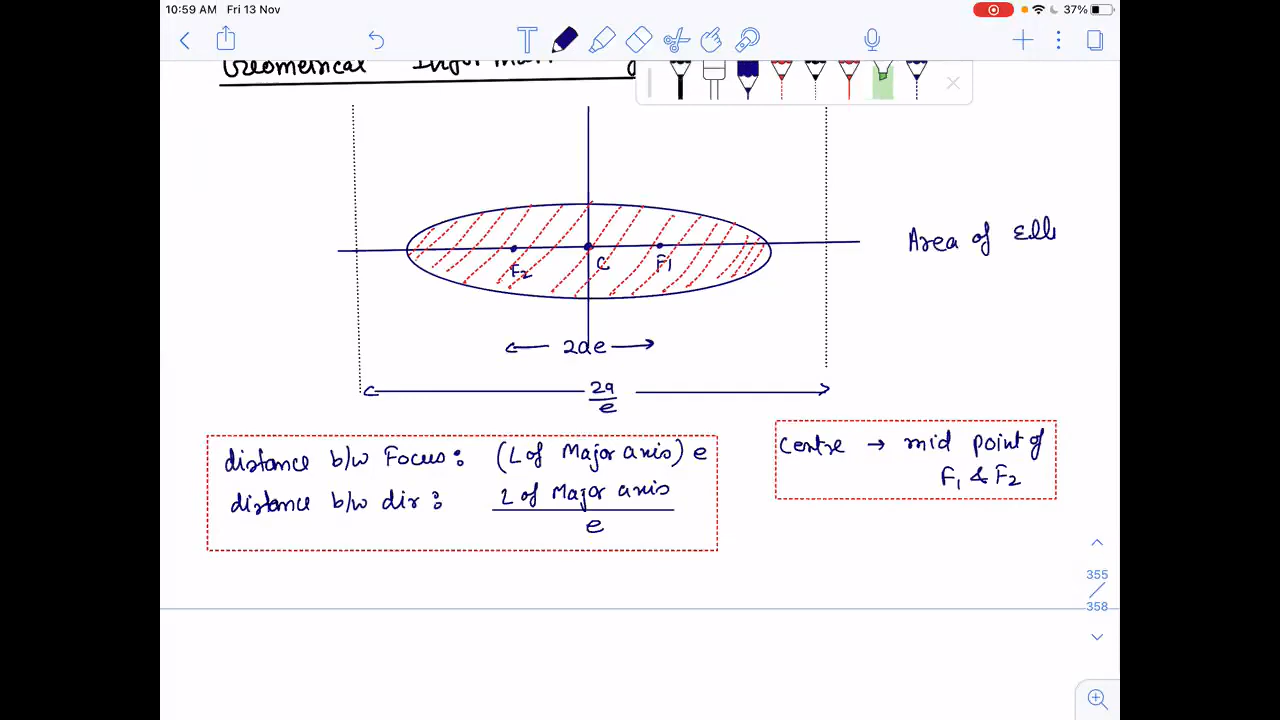 10:59 AM Fri 13 Nov
37%
T
Geometrical
Area of Elli
F2 C F1
2ae
2a
e
distance b/w Focus: (L of Major axis) e
distance b/w dir: L of Major axis
e
Centre → mid point of
F1 & F2
355
358